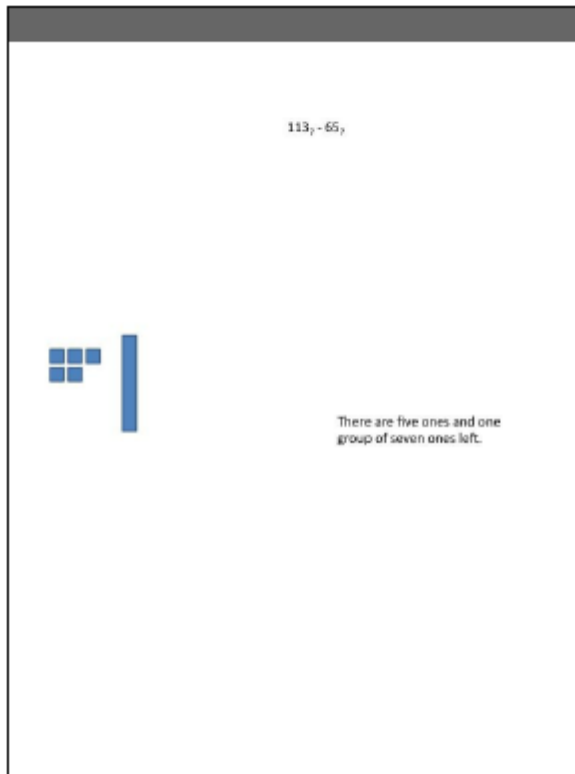 113₇ - 65₇
There are five ones and one
group of seven ones left.